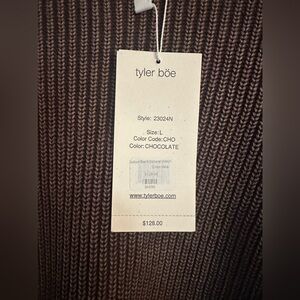 tyler böe
Style: 23024N
Size: L
Color Code: CHO
Color: CHOCOLATE
www.tylerboe.com
$128.00